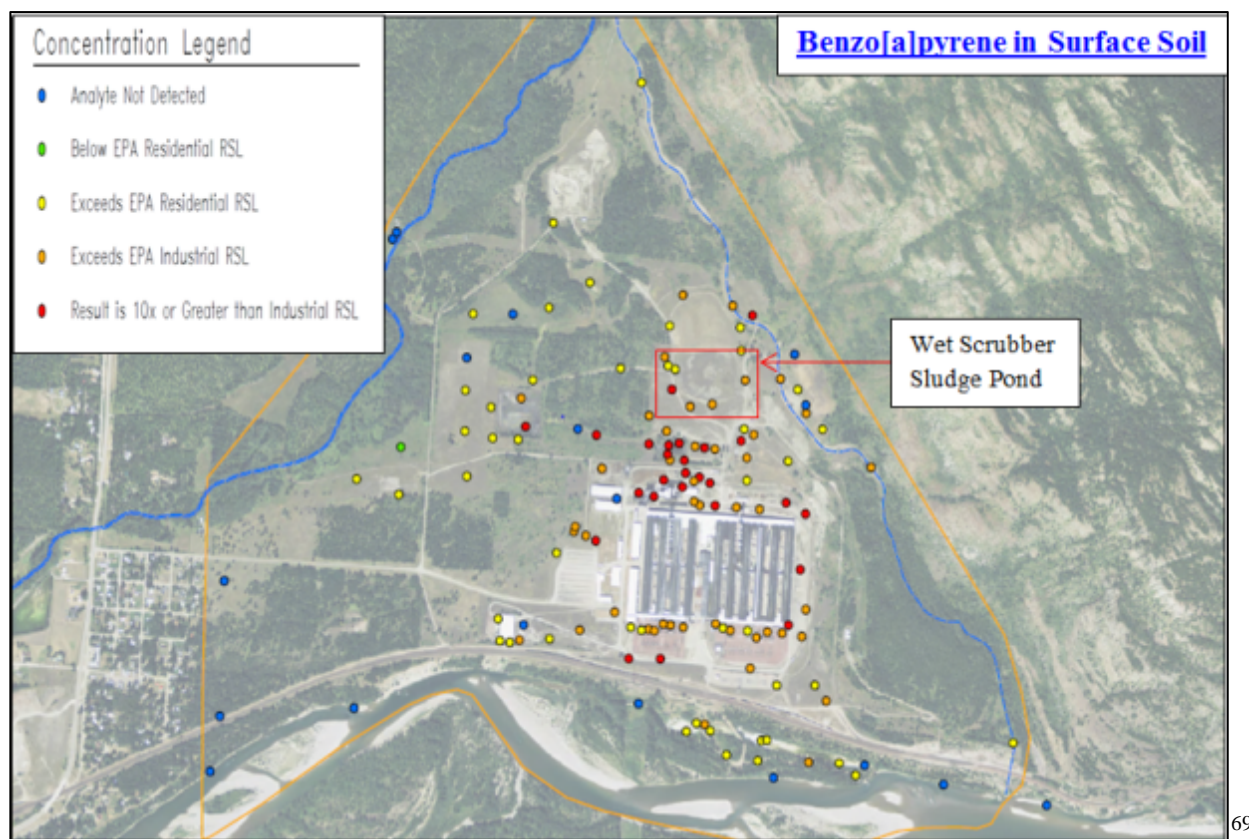 Concentration Legend
Analyte Not Detected
Below EPA Residential RSL
Exceeds EPA Residential RSL
Exceeds EPA Industrial RSL
Result is 10x or Greater than Industrial RSL
Benzo[a]pyrene in Surface Soil
Wet Scrubber
Sludge Pond
69